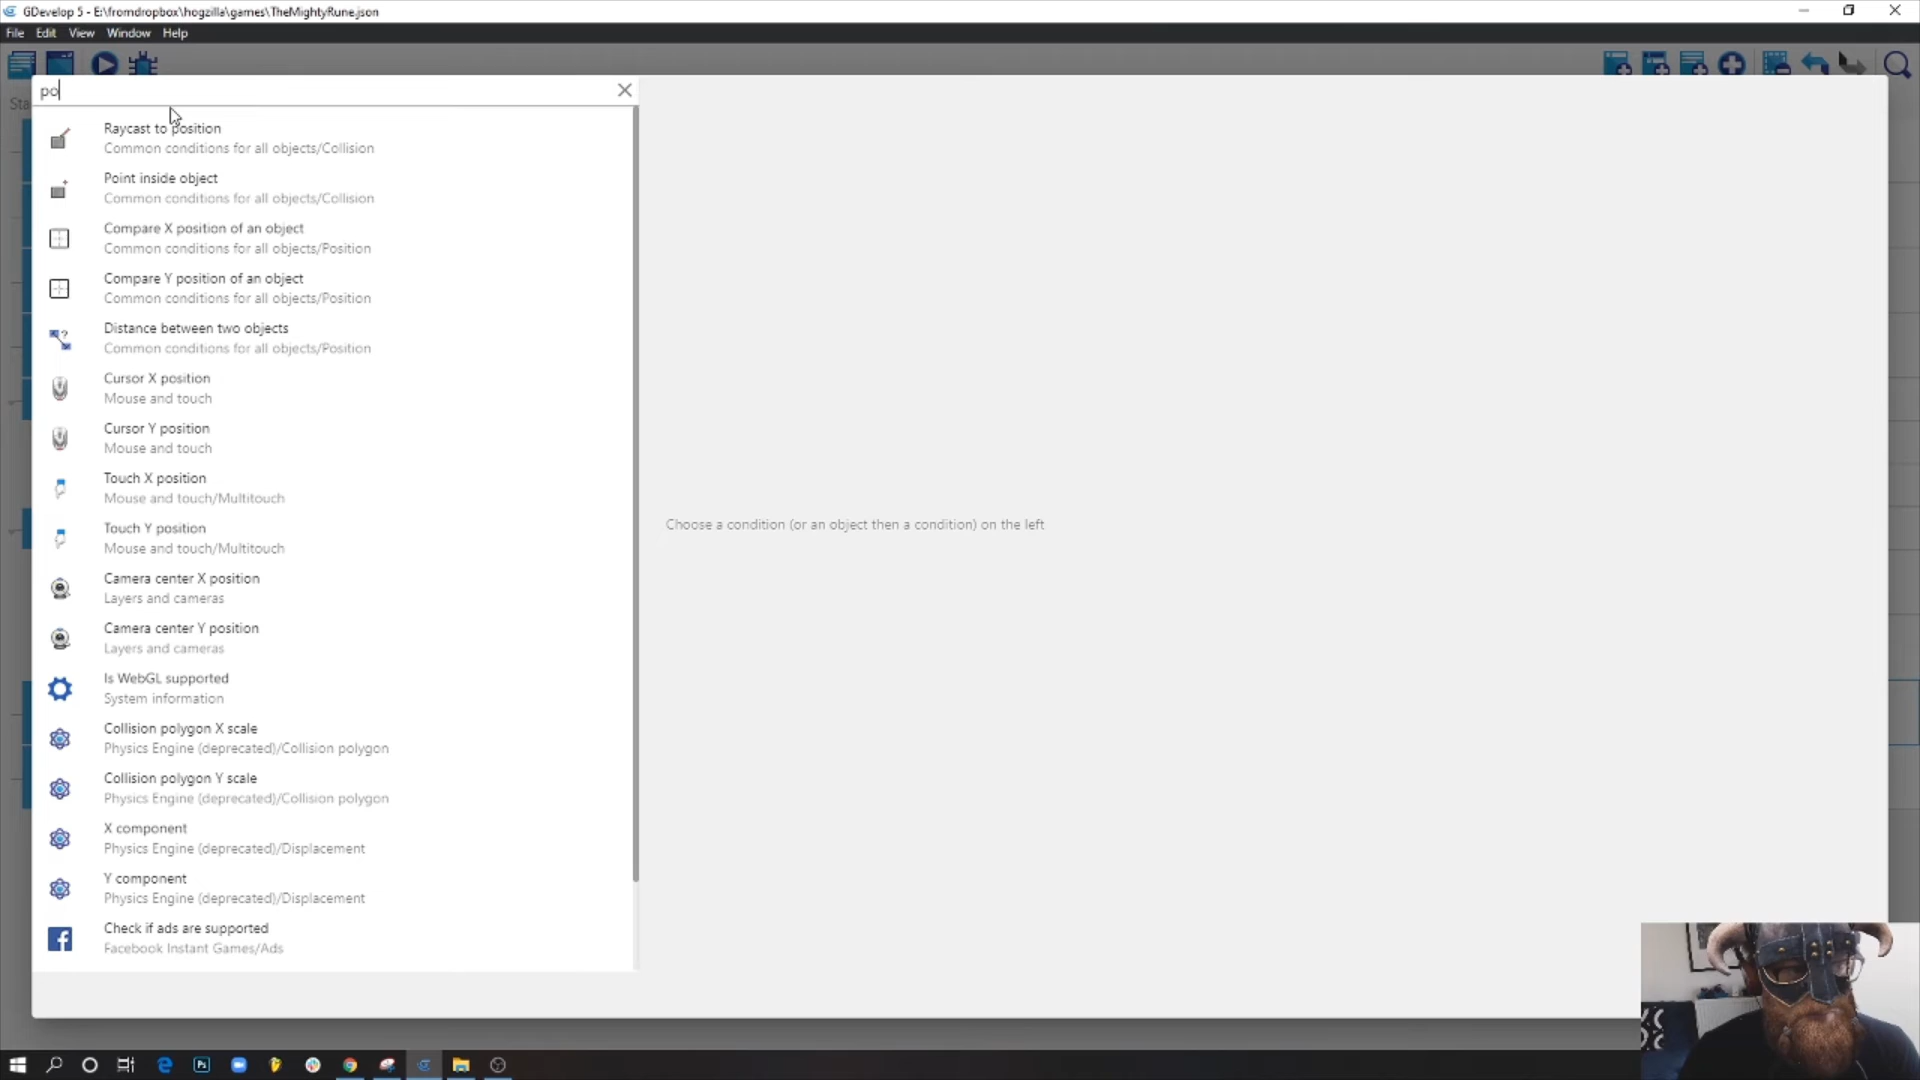 GDevelop 5 - E:\fromdropbox\hogzilla\games\TheMightyRune.json
File Edit View Window Help
Sta
po
Raycast to position
Common conditions for all objects/Collision
Point inside object
Common conditions for all objects/Collision
Compare X position of an object
Common conditions for all objects/Position
Compare Y position of an object
Common conditions for all objects/Position
Distance between two objects
Common conditions for all objects/Position
Cursor X position
Mouse and touch
Cursor Y position
Mouse and touch
Touch X position
Mouse and touch/Multitouch
Touch Y position
Mouse and touch/Multitouch
Camera center X position
Layers and cameras
Camera center Y position
Layers and cameras
Is WebGL supported
System information
Collision polygon X scale
Physics Engine (deprecated)/Collision polygon
Collision polygon Y scale
Physics Engine (deprecated)/Collision polygon
X component
Physics Engine (deprecated)/Displacement
Y component
Physics Engine (deprecated)/Displacement
Check if ads are supported
Facebook Instant Games/Ads
Choose a condition (or an object then a condition) on the left